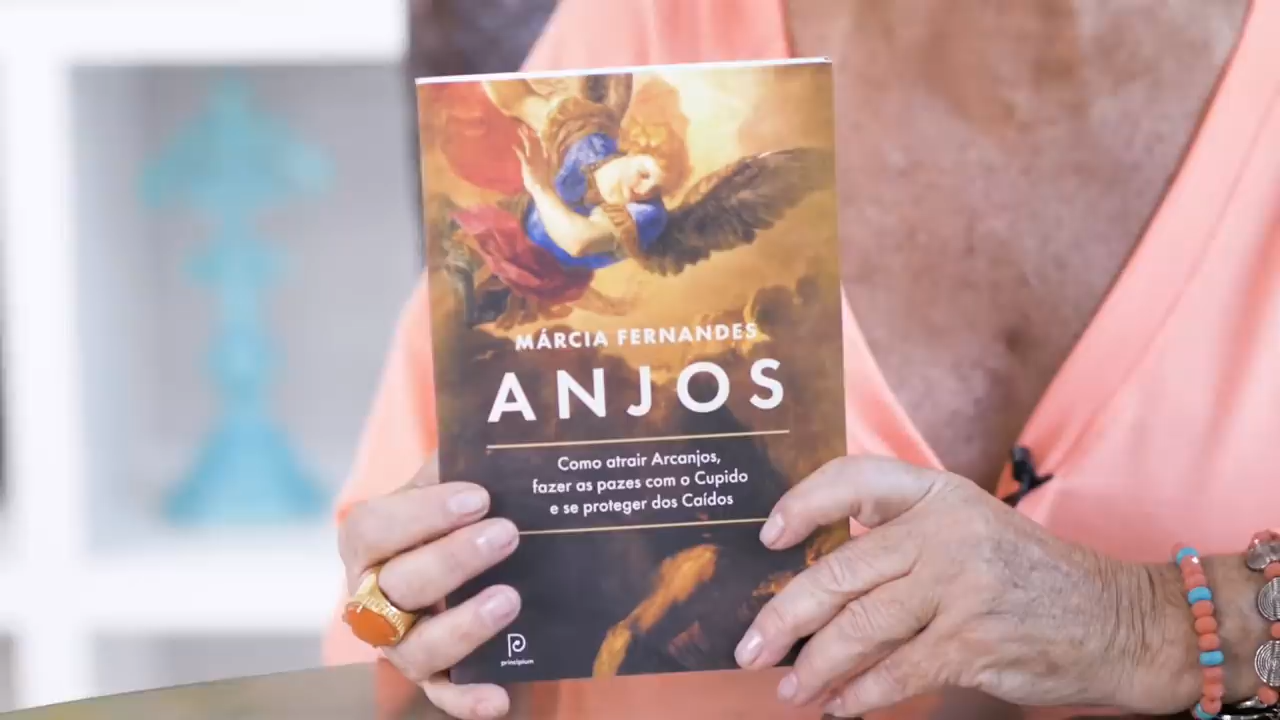 MÁRCIA FERNANDES
ANJOS
Como atrair Arcanjos,
fazer as pazes com o Cupido
e se proteger dos Caídos
principium